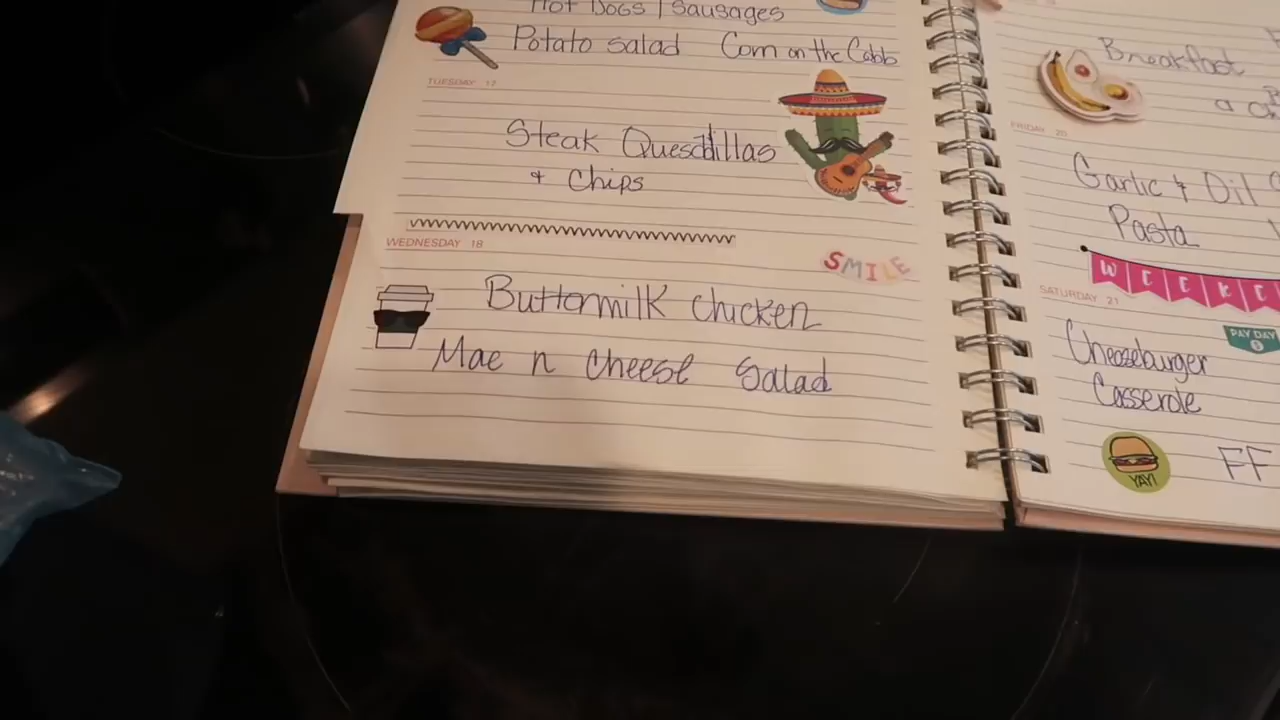 Hot Dogs | Sausages
Potato salad Corn on the Cobb
TUESDAY 17
Steak Quesadillas
+ Chips
WEDNESDAY 18
SMILE
Buttermilk Chicken
Mac n cheese Salad
Breakfast
a
FRIDAY 20
Garlic & Oil
Pasta
WEEKE
SATURDAY 21
PAY DAY
Cheeseburger
Casserole
YAY!
FF